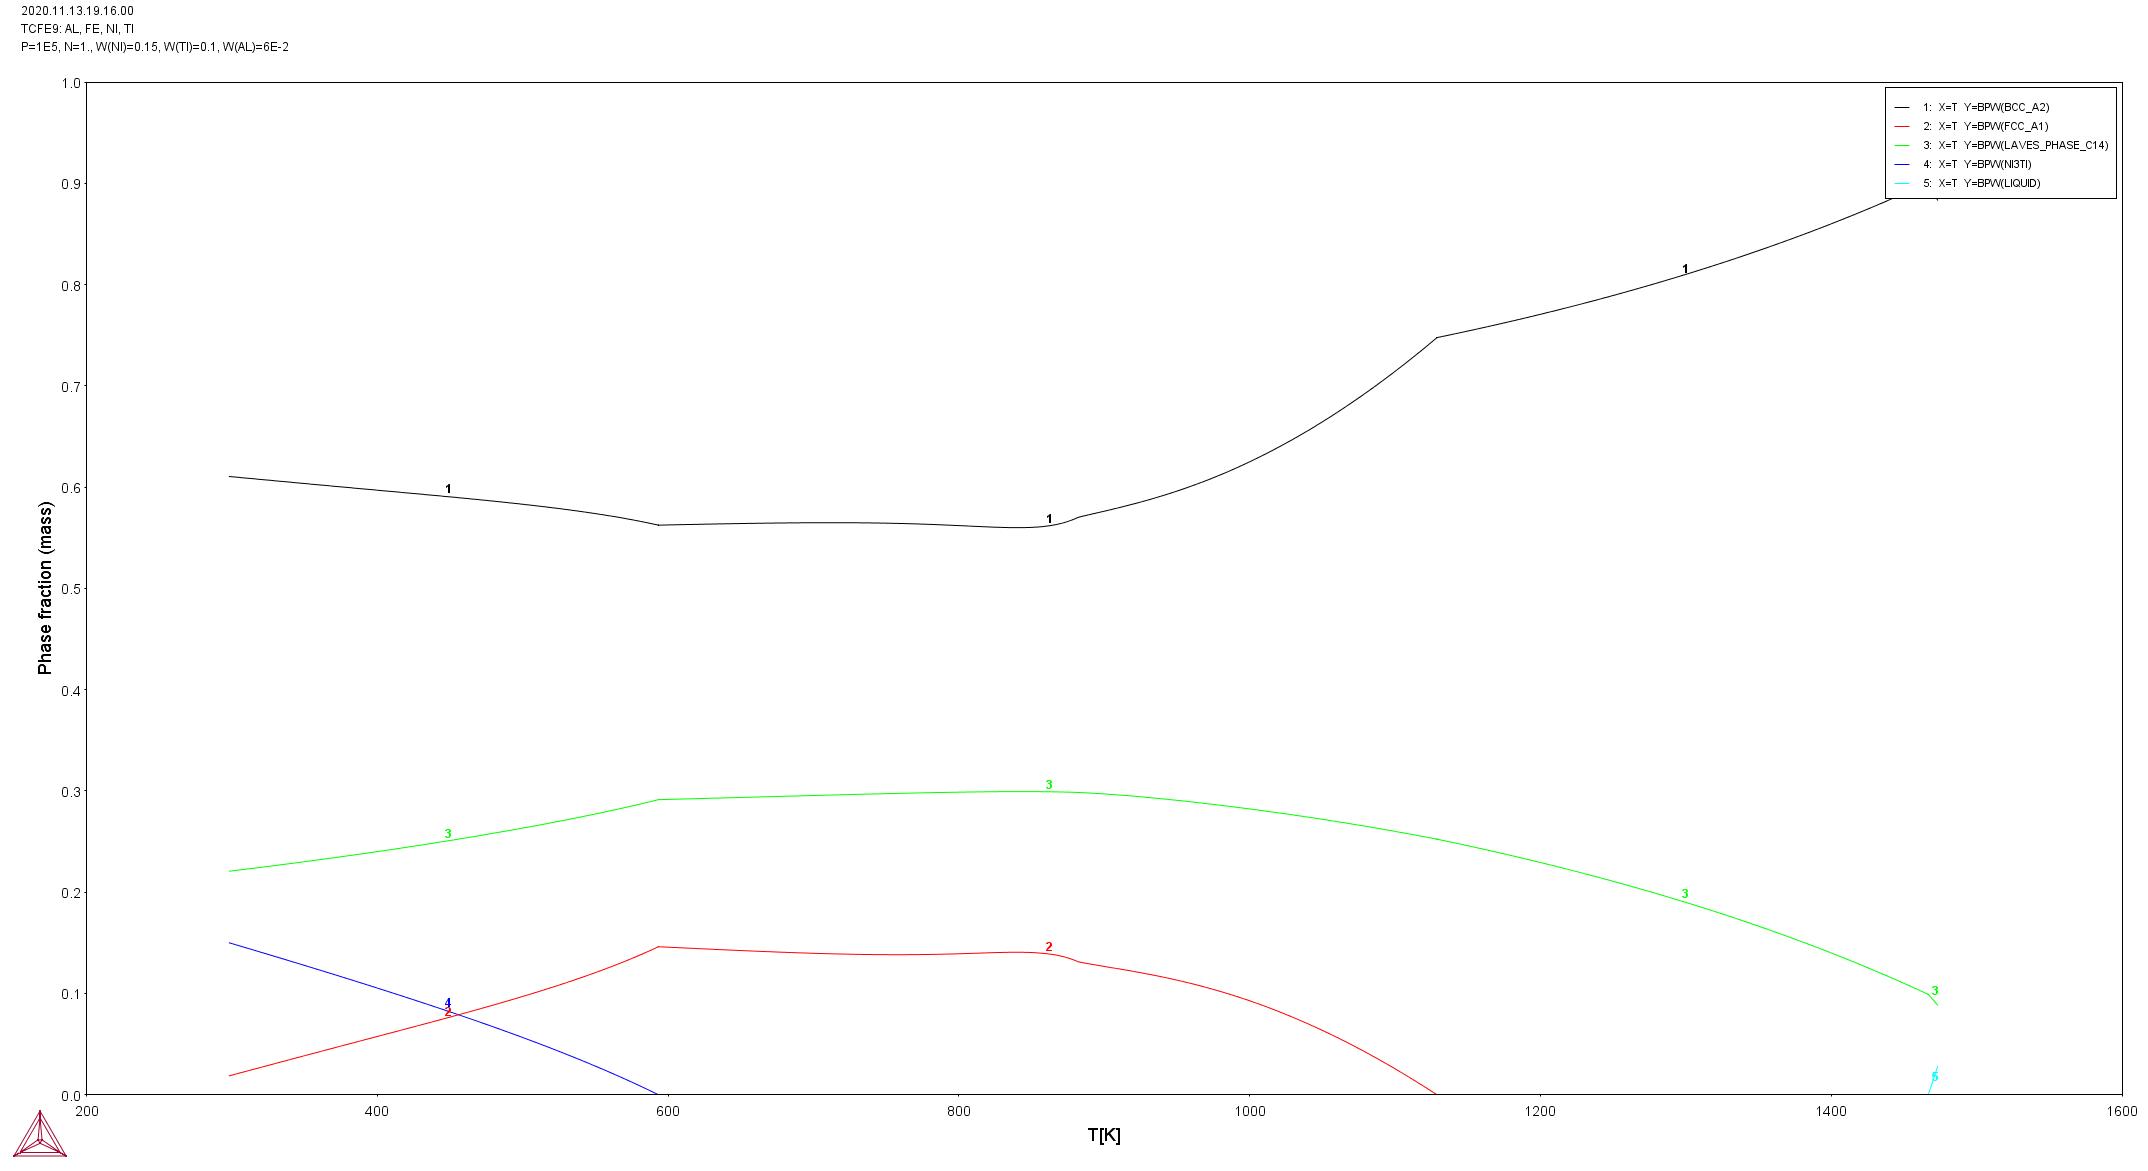 2020.11.13.19.16.00
TCFE9: AL, FE, NI, TI
P=1E5, N=1., W(NI)=0.15, W(TI)=0.1, W(AL)=6E-2
1: X=T Y=BPW(BCC_A2)
2: X=T Y=BPW(FCC_A1)
3: X=T Y=BPW(LAVES_PHASE_C14)
4: X=T Y=BPW(NI3TI)
5: X=T Y=BPW(LIQUID)
1.0
0.9
0.8
0.7
0.6
0.5
0.4
0.3
0.2
0.1
0.0
Phase fraction (mass)
1
1
1
3
3
3
3
2
2
4
5
200 400 600 800 1000 1200 1400 1600
T[K]